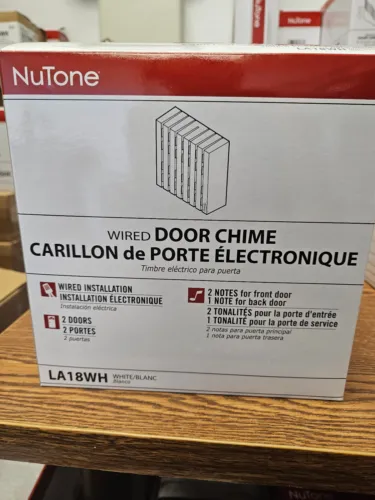 NuTone
LA18WH
NuTone®
WIRED DOOR CHIME
CARILLON de PORTE ÉLECTRONIQUE
Timbre eléctrico para puerta
WIRED INSTALLATION
INSTALLATION ÉLECTRONIQUE
Instalación eléctrica
2 DOORS
2 PORTES
2 puertas
2 NOTES for front door
1 NOTE for back door
2 TONALITÉS pour la porte d'entrée
1 TONALITÉ pour la porte de service
2 notas para puerta principal
1 nota para puerta trasera
LA18WH WHITE/BLANC
Blanco